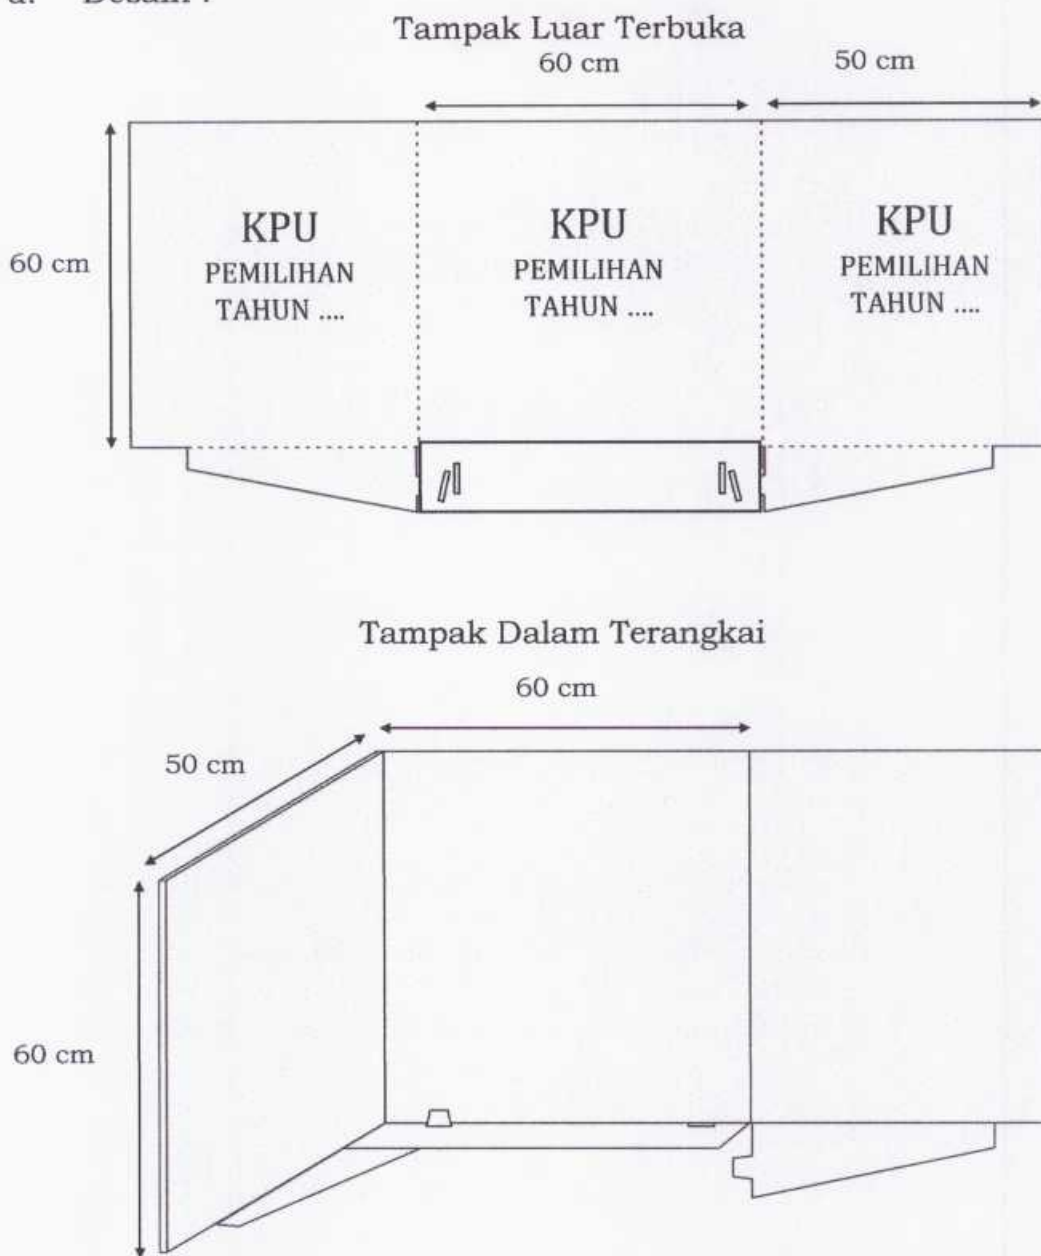 a. Desain :
Tampak Luar Terbuka
60 cm
50 cm
60 cm
KPU
PEMILIHAN
TAHUN ....
KPU
PEMILIHAN
TAHUN ....
KPU
PEMILIHAN
TAHUN ....
Tampak Dalam Terangkai
60 cm
50 cm
60 cm